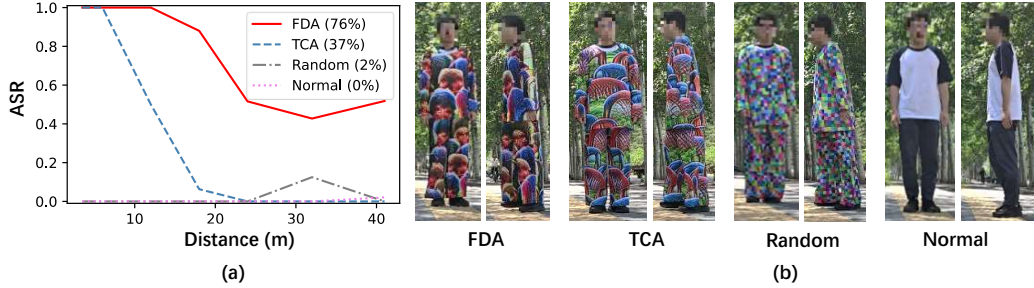 1.0
0.8
0.6
0.4
0.2
0.0
ASR
FDA (76%)
TCA (37%)
Random (2%)
Normal (0%)
10
20
30
40
Distance (m)
(a)
FDA
TCA
Random
Normal
(b)